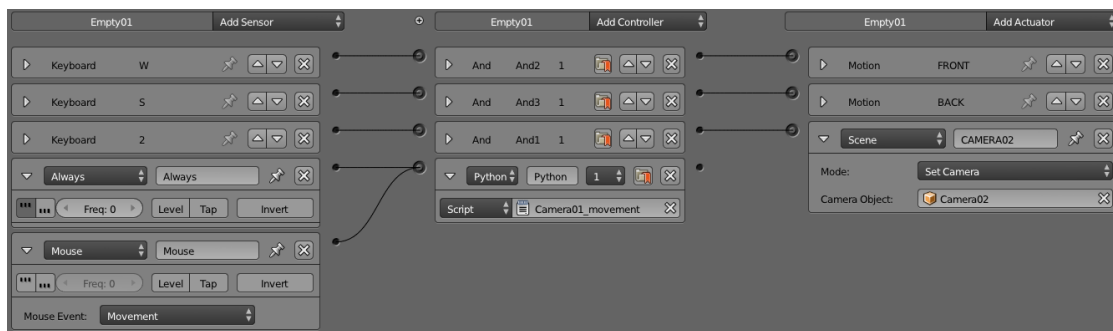 Empty01 Add Sensor Empty01 Add Controller Empty01 Add Actuator
Keyboard W And And2 1 Motion FRONT
Keyboard S And And3 1 Motion BACK
Keyboard 2 And And1 1 Scene CAMERA02
Always Always Python Python 1 Mode: Set Camera
Freq: 0 Level Tap Invert Script Camera01_movement Camera Object: Camera02
Mouse Mouse
Freq: 0 Level Tap Invert
Mouse Event: Movement